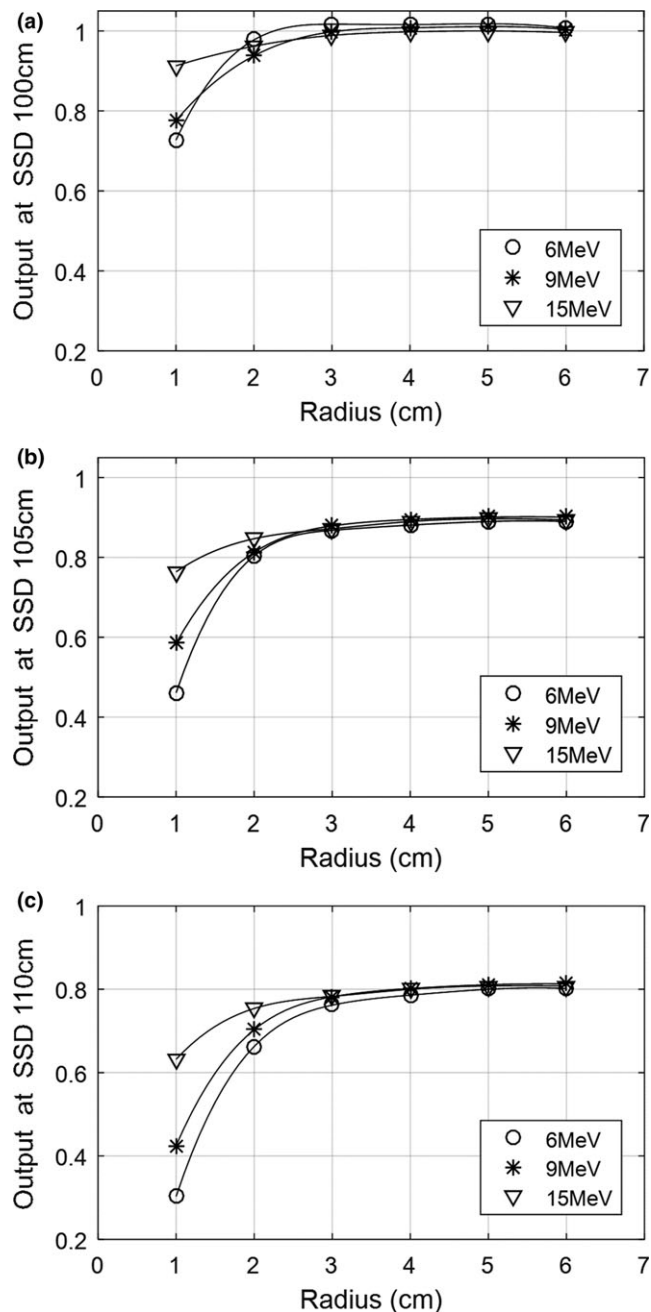 (a)
Output at SSD 100cm
1
0.8
0.6
0.4
0.2
0 1 2 3 4 5 6 7
Radius (cm)
6MeV
9MeV
15MeV
(b)
Output at SSD 105cm
1
0.8
0.6
0.4
0.2
0 1 2 3 4 5 6 7
Radius (cm)
6MeV
9MeV
15MeV
(c)
Output at SSD 110cm
1
0.8
0.6
0.4
0.2
0 1 2 3 4 5 6 7
Radius (cm)
6MeV
9MeV
15MeV